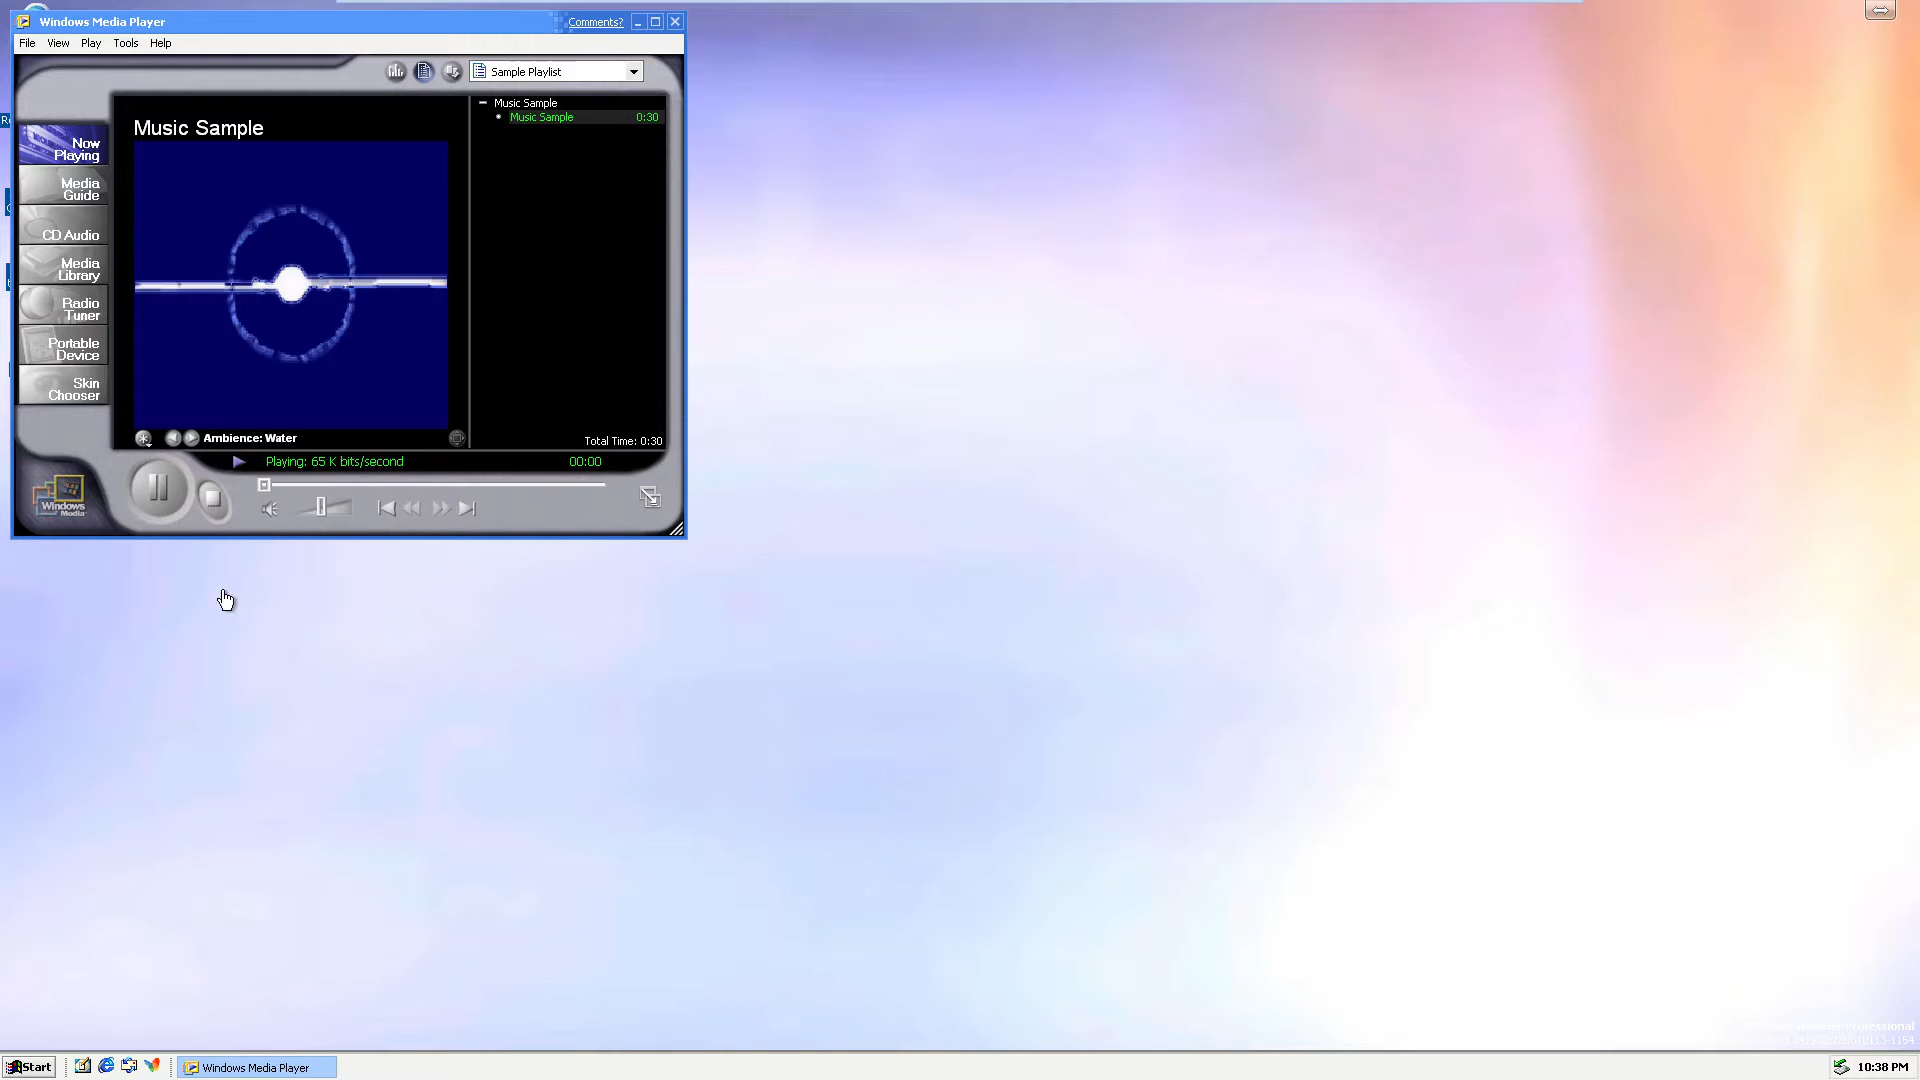 Windows Media Player
Comments?
File View Play Tools Help
Sample Playlist
Music Sample
Music Sample 0:30
Music Sample
Now Playing
Media Guide
CD Audio
Media Library
Radio Tuner
Portable Device
Skin Chooser
Ambience: Water
Total Time: 0:30
Playing: 65 K bits/second 00:00
Windows Media
Start
Windows Media Player
10:38 PM
Professional